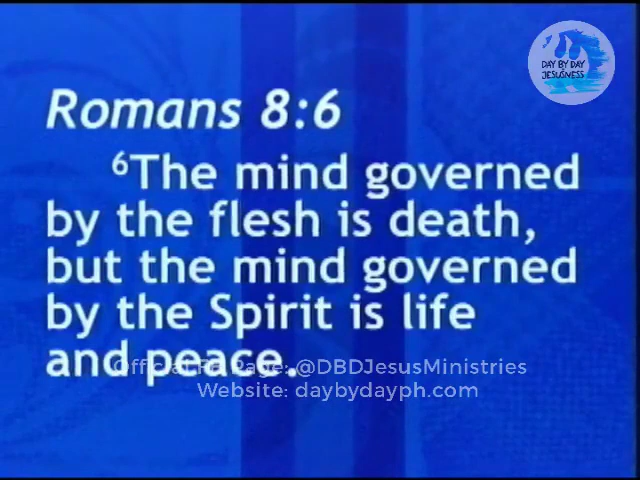 DAY BY DAY
JESUSNESS
Romans 8:6
⁶The mind governed
by the flesh is death,
but the mind governed
by the Spirit is life
and peace.
Official FB Page: @DBDJesusMinistries
Website: daybydayph.com